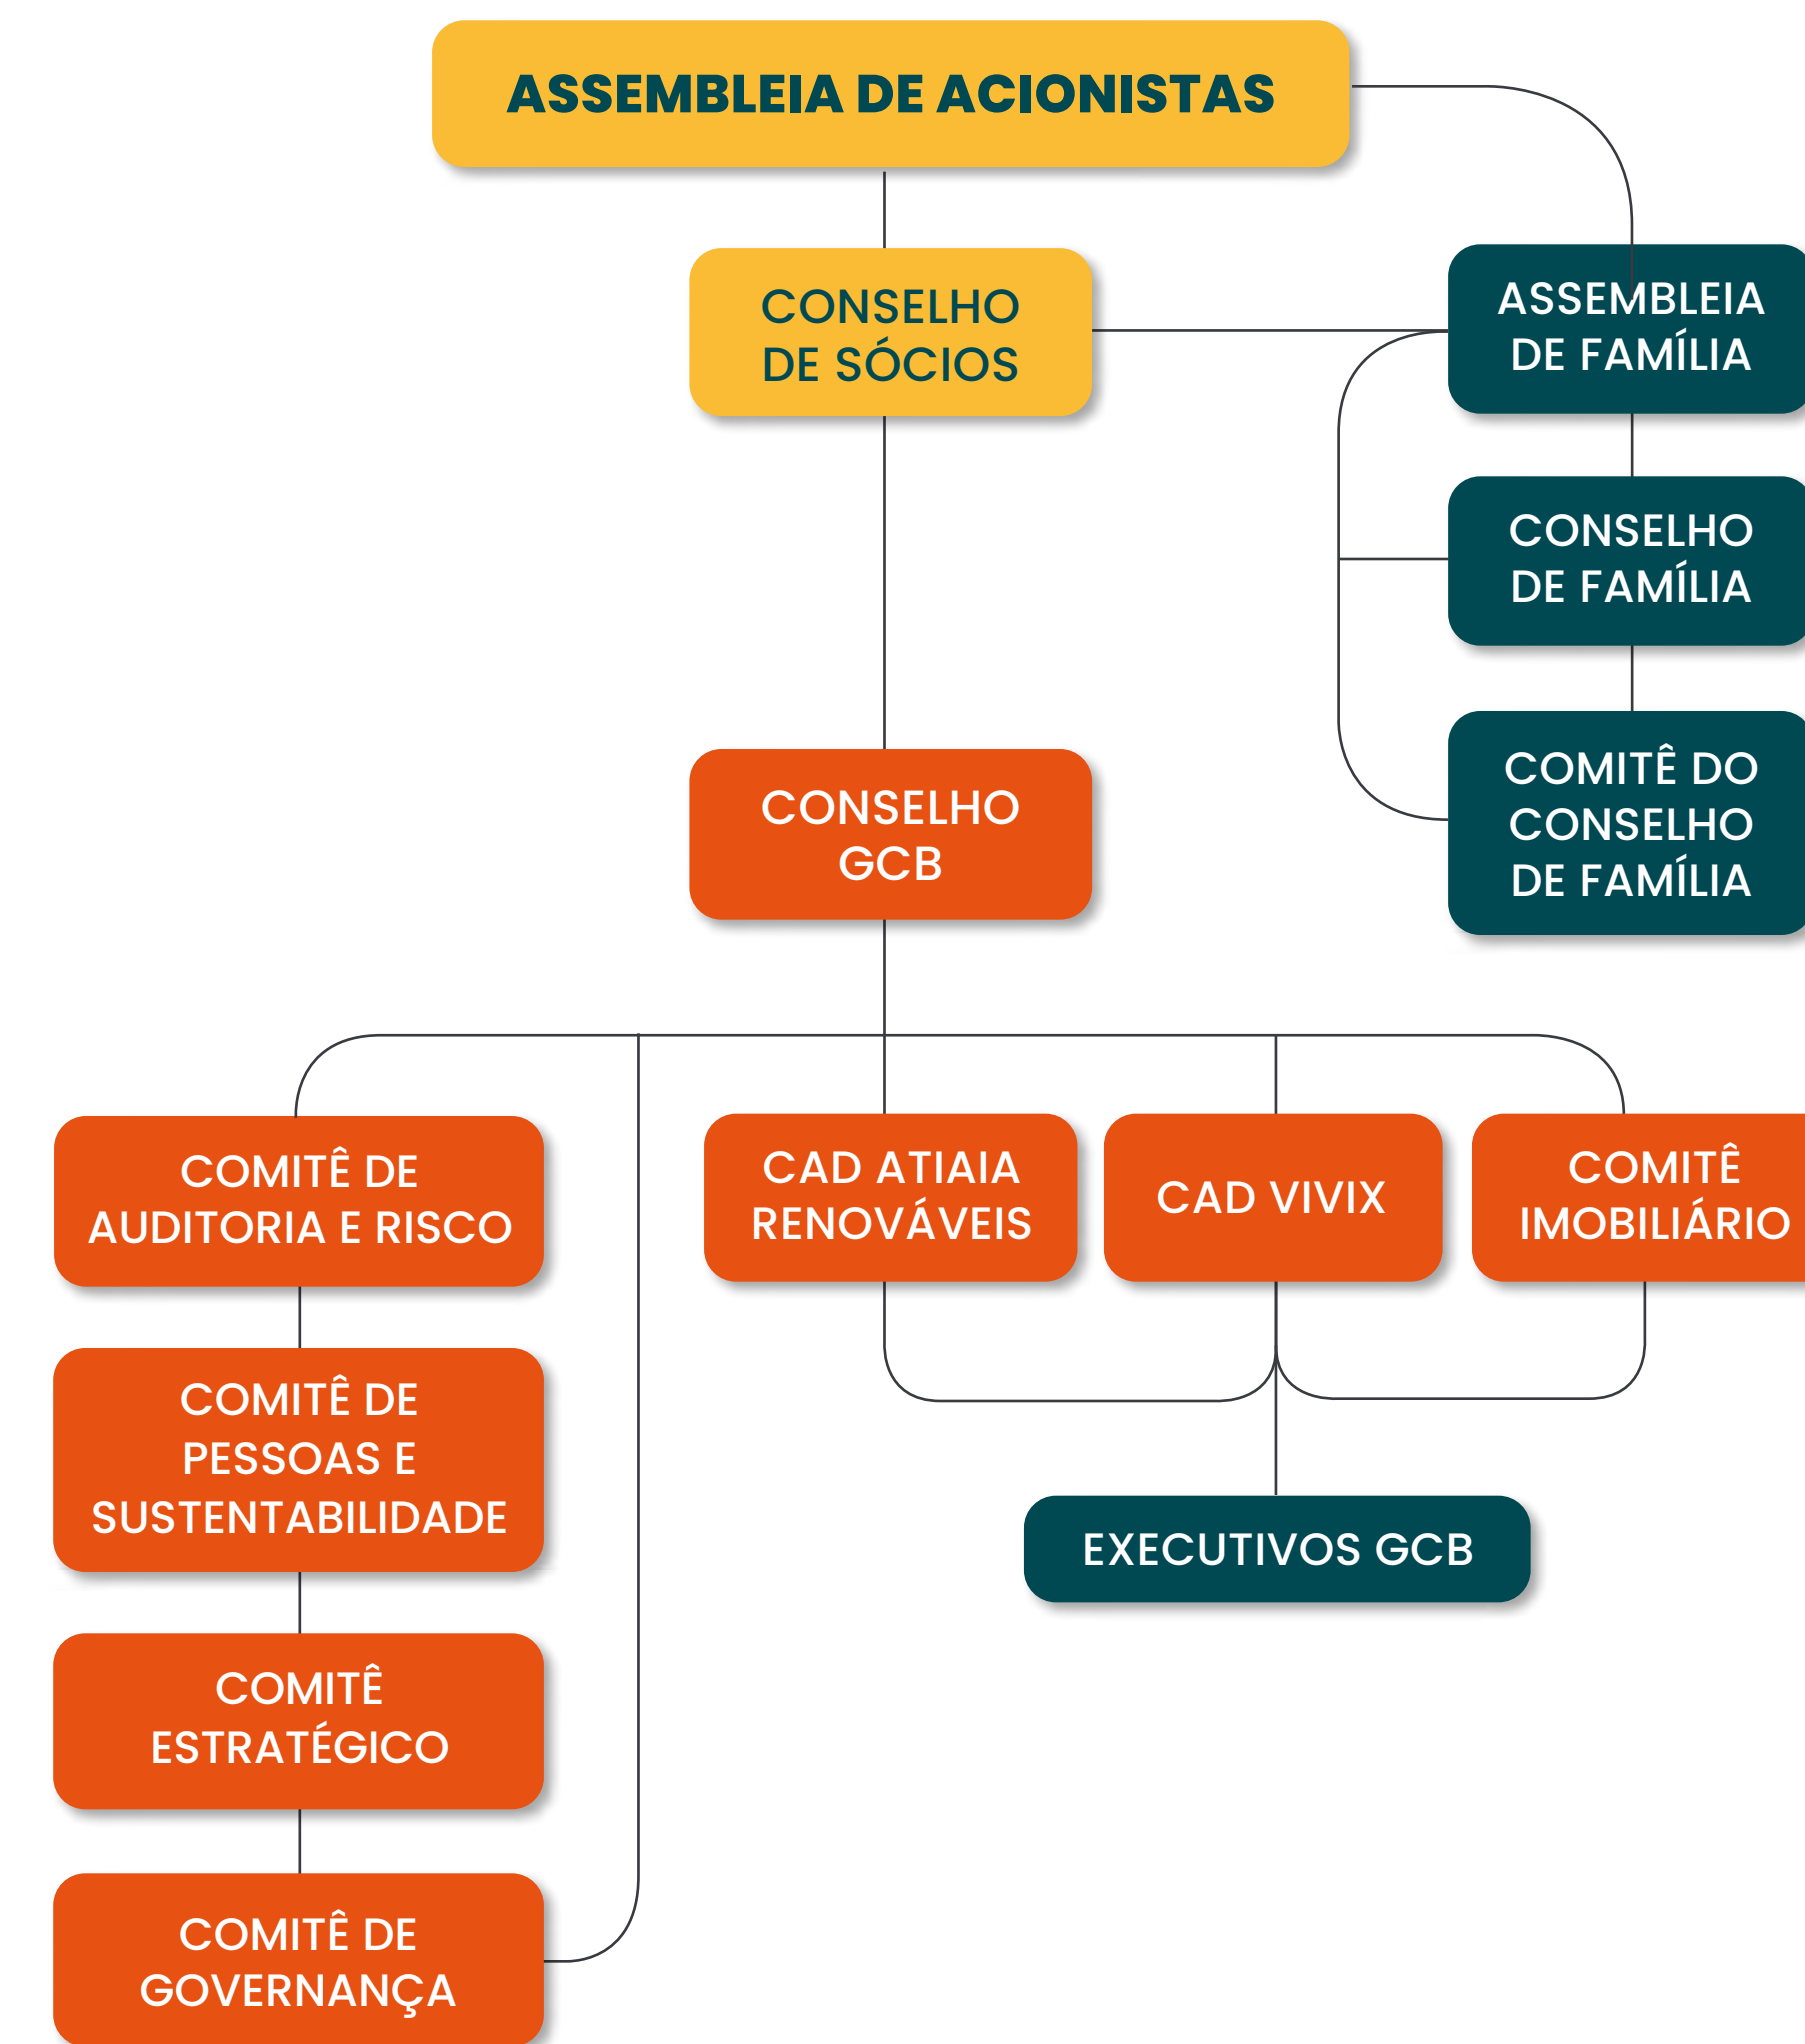 ASSEMBLEIA DE ACIONISTAS
CONSELHO
DE SÓCIOS
ASSEMBLEIA
DE FAMÍLIA
CONSELHO
DE FAMÍLIA
COMITÊ DO
CONSELHO
DE FAMÍLIA
CONSELHO
GCB
COMITÊ DE
AUDITORIA E RISCO
CAD ATIAIA
RENOVÁVEIS
CAD VIVIX
COMITÊ
IMOBILIÁRIO
COMITÊ DE
PESSOAS E
SUSTENTABILIDADE
EXECUTIVOS GCB
COMITÊ
ESTRATÉGICO
COMITÊ DE
GOVERNANÇA